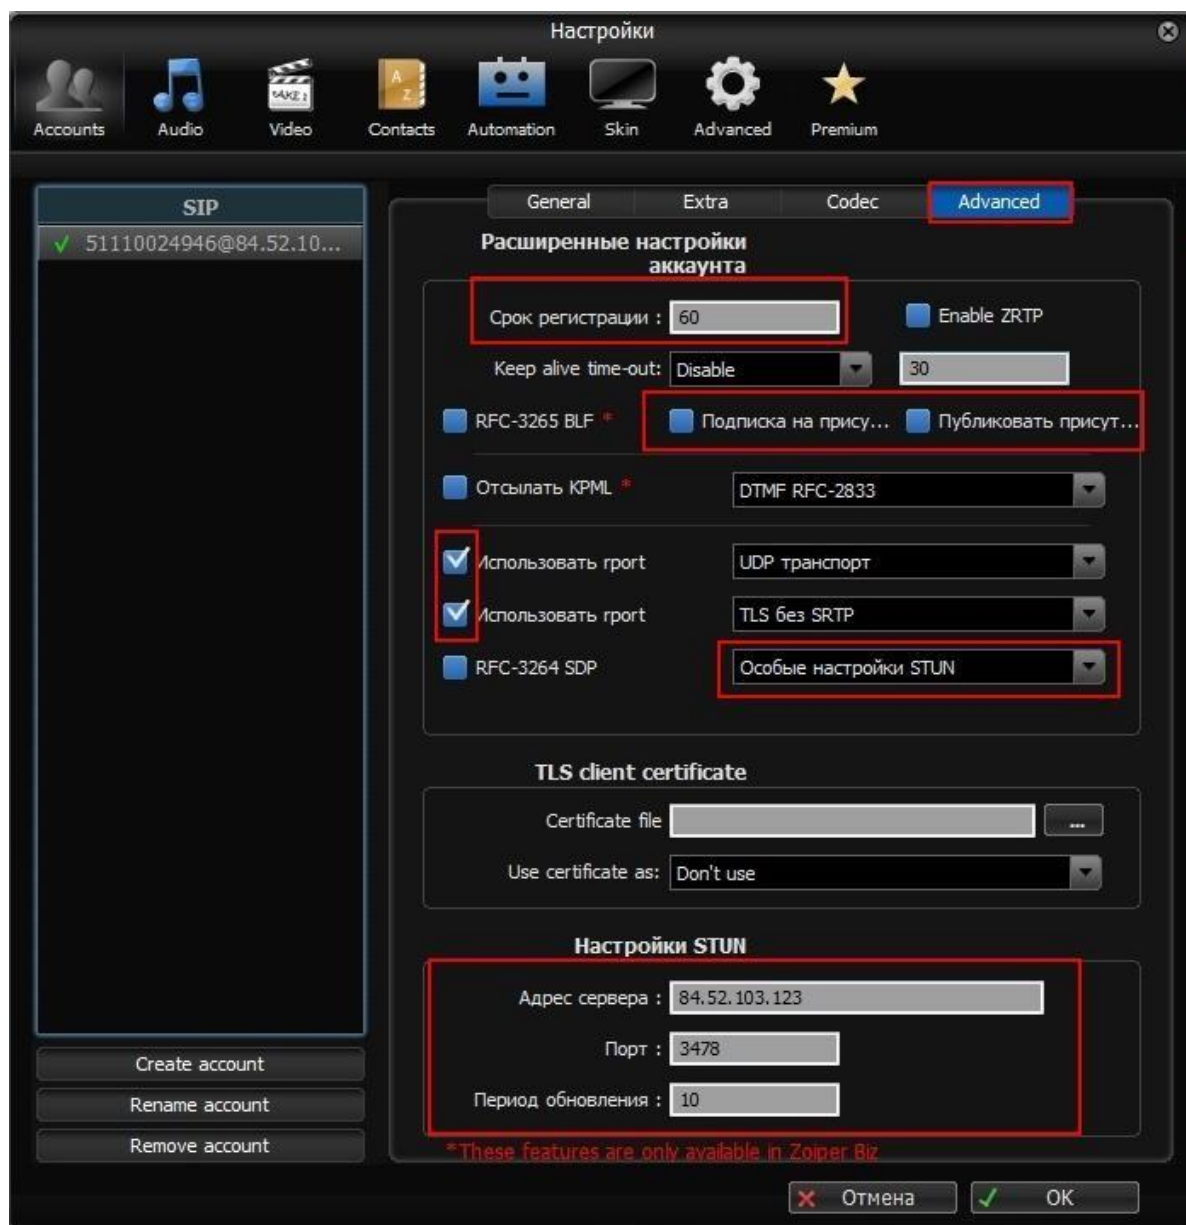 Настройки
Accounts Audio Video Contacts Automation Skin Advanced Premium
SIP
51110024946@84.52.10...
General Extra Codec Advanced
Расширенные настройки
аккаунта
Срок регистрации : 60 Enable ZRTP
Keep alive time-out: Disable 30
RFC-3265 BLF * Подписка на прису... Публиковать присут...
Отсылать KPML * DTMF RFC-2833
Использовать rport UDP транспорт
Использовать rport TLS без SRTP
RFC-3264 SDP Особые настройки STUN
TLS client certificate
Certificate file ...
Use certificate as: Don't use
Настройки STUN
Адрес сервера : 84.52.103.123
Порт : 3478
Период обновления : 10
Create account
Rename account
Remove account
*These features are only available in Zoiper Biz
Отмена OK